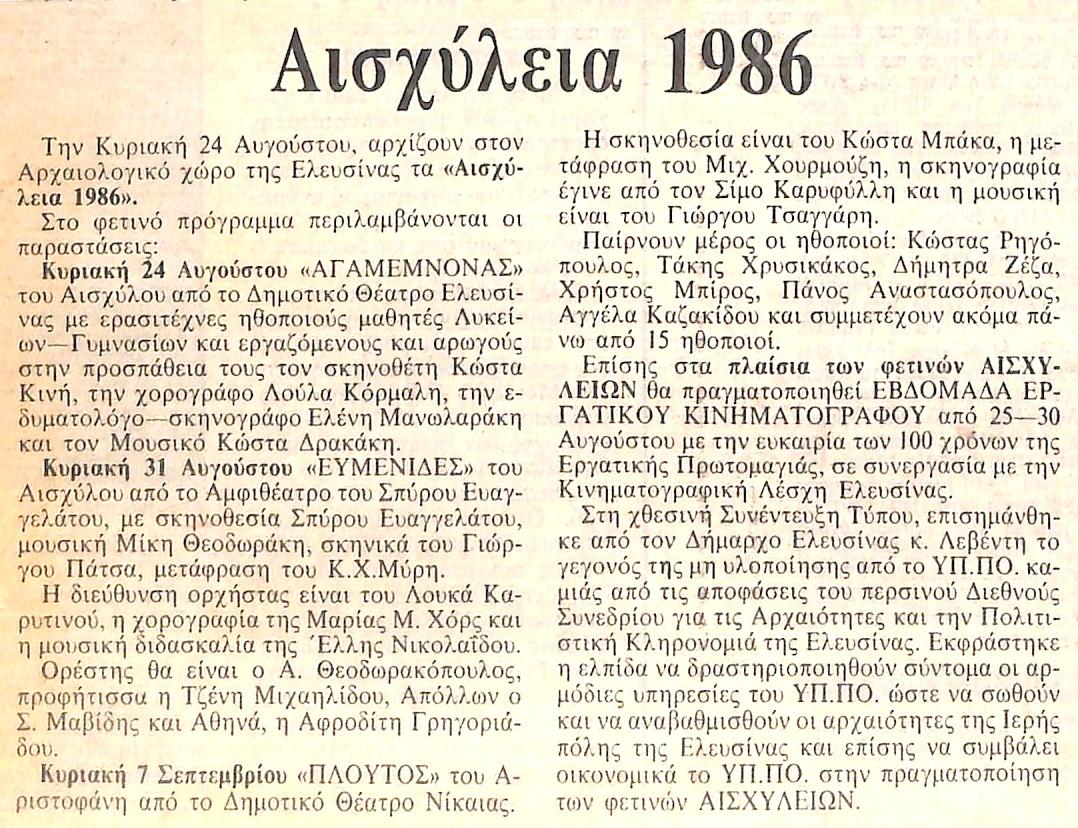 Αισχύλεια 1986
Την Κυριακή 24 Αυγούστου, αρχίζουν στον
Αρχαιολογικό χώρο της Ελευσίνας τα «Αισχύ-
λεια 1986».
Στο φετινό πρόγραμμα περιλαμβάνονται οι
παραστάσεις:
Κυριακή 24 Αυγούστου «ΑΓΑΜΕΜΝΟΝΑΣ»
του Αισχύλου από το Δημοτικό Θέατρο Ελευσί-
νας με ερασιτέχνες ηθοποιούς μαθητές Λυκεί-
ων—Γυμνασίων και εργαζόμενους και αρωγούς
στην προσπάθεια τους τον σκηνοθέτη Κώστα
Κινή, την χορογράφο Λούλα Κόρμαλη, την ε-
δυματολόγο—σκηνογράφο Ελένη Μανωλαράκη
και τον Μουσικό Κώστα Δρακάκη.
Κυριακή 31 Αυγούστου «ΕΥΜΕΝΙΔΕΣ» του
Αισχύλου από το Αμφιθέατρο του Σπύρου Ευαγ-
γελάτου, με σκηνοθεσία Σπύρου Ευαγγελάτου,
μουσική Μίκη Θεοδωράκη, σκηνικά του Γιώρ-
γου Πάτσα, μετάφραση του Κ.Χ.Μύρη.
Η διεύθυνση ορχήστας είναι του Λουκά Κα-
ρυτινού, η χορογραφία της Μαρίας Μ. Χόρς και
η μουσική διδασκαλία της Έλλης Νικολαΐδου.
Ορέστης θα είναι ο Α. Θεοδωρακόπουλος,
προφήτισσα η Τζένη Μιχαηλίδου, Απόλλων ο
Σ. Μαβίδης και Αθηνά, η Αφροδίτη Γρηγοριά-
δου.
Κυριακή 7 Σεπτεμβρίου «ΠΛΟΥΤΟΣ» του Α-
ριστοφάνη από το Δημοτικό Θέατρο Νίκαιας.
Η σκηνοθεσία είναι του Κώστα Μπάκα, η με-
τάφραση του Μιχ. Χουρμούζη, η σκηνογραφία
έγινε από τον Σίμο Καρυφύλλη και η μουσική
είναι του Γιώργου Τσαγγάρη.
Παίρνουν μέρος οι ηθοποιοί: Κώστας Ρηγό-
πουλος, Τάκης Χρυσικάκος, Δήμητρα Ζέζα,
Χρήστος Μπίρος, Πάνος Αναστασόπουλος,
Αγγέλα Καζακίδου και συμμετέχουν ακόμα πά-
νω από 15 ηθοποιοί.
Επίσης στα πλαίσια των φετινών ΑΙΣΧΥ-
ΛΕΙΩΝ θα πραγματοποιηθεί ΕΒΔΟΜΑΔΑ ΕΡ-
ΓΑΤΙΚΟΥ ΚΙΝΗΜΑΤΟΓΡΑΦΟΥ από 25—30
Αυγούστου με την ευκαιρία των 100 χρόνων της
Εργατικής Πρωτομαγιάς, σε συνεργασία με την
Κινηματογραφική Λέσχη Ελευσίνας.
Στη χθεσινή Συνέντευξη Τύπου, επισημάνθη-
κε από τον Δήμαρχο Ελευσίνας κ. Λεβέντη το
γεγονός της μη υλοποίησης από το ΥΠ.ΠΟ. κα-
μιάς από τις αποφάσεις του περσινού Διεθνούς
Συνεδρίου για τις Αρχαιότητες και την Πολιτι-
στική Κληρονομιά της Ελευσίνας. Εκφράστηκε
η ελπίδα να δραστηριοποιηθούν σύντομα οι αρ-
μόδιες υπηρεσίες του ΥΠ.ΠΟ. ώστε να σωθούν
και να αναβαθμισθούν οι αρχαιότητες της Ιερής
πόλης της Ελευσίνας και επίσης να συμβάλει
οικονομικά το ΥΠ.ΠΟ. στην πραγματοποίηση
των φετινών ΑΙΣΧΥΛΕΙΩΝ.